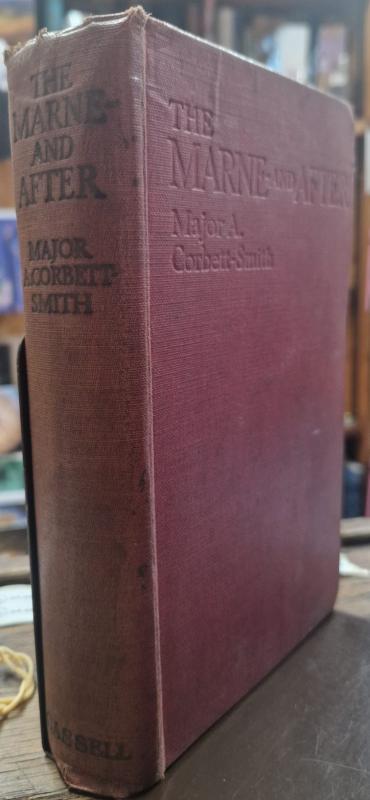 THE
MARNE-
AND
AFTER
MAJOR
A.CORBETT-
SMITH
CASSELL
THE
MARNE-AND AFTER
Major A.
Corbett-Smith